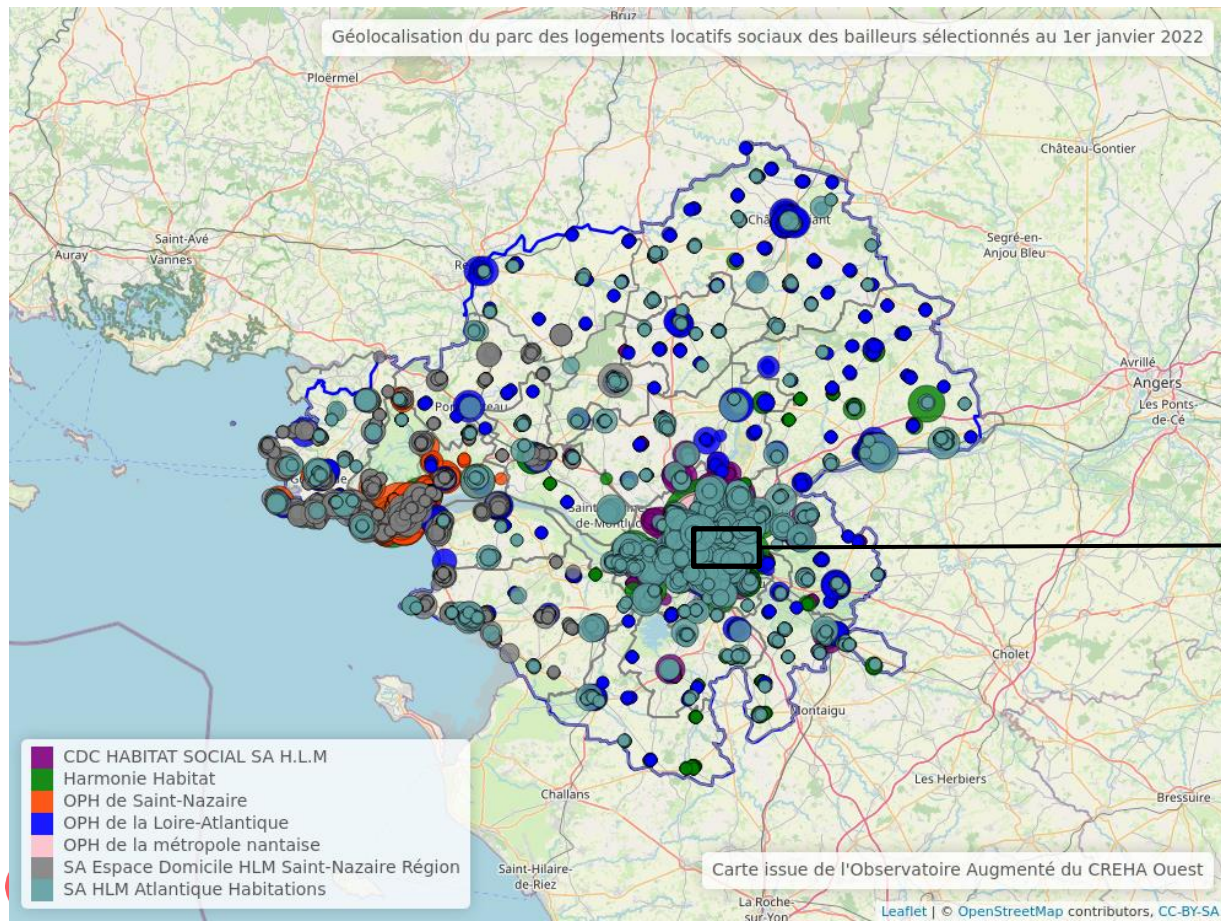 Bruz
Géolocalisation du parc des logements locatifs sociaux des bailleurs sélectionnés au 1er janvier 2022
Ploërmel
Château-Gontier
Saint-Avé
Vannes
Auray
Segré-en-
Anjou Bleu
Avrillé
Angers
Les Ponts-
de-Cé
de-Montluc
Cholet
Montaigu
Les Herbiers
Challans
Bressuire
CDC HABITAT SOCIAL SA H.L.M
Harmonie Habitat
OPH de Saint-Nazaire
OPH de la Loire-Atlantique
OPH de la métropole nantaise
SA Espace Domicile HLM Saint-Nazaire Région
SA HLM Atlantique Habitations
Saint-Hilaire-
de-Riez
Carte issue de l'Observatoire Augmenté du CREHA Ouest
La Roche-
sur-Yon
Leaflet | © OpenStreetMap contributors, CC-BY-SA